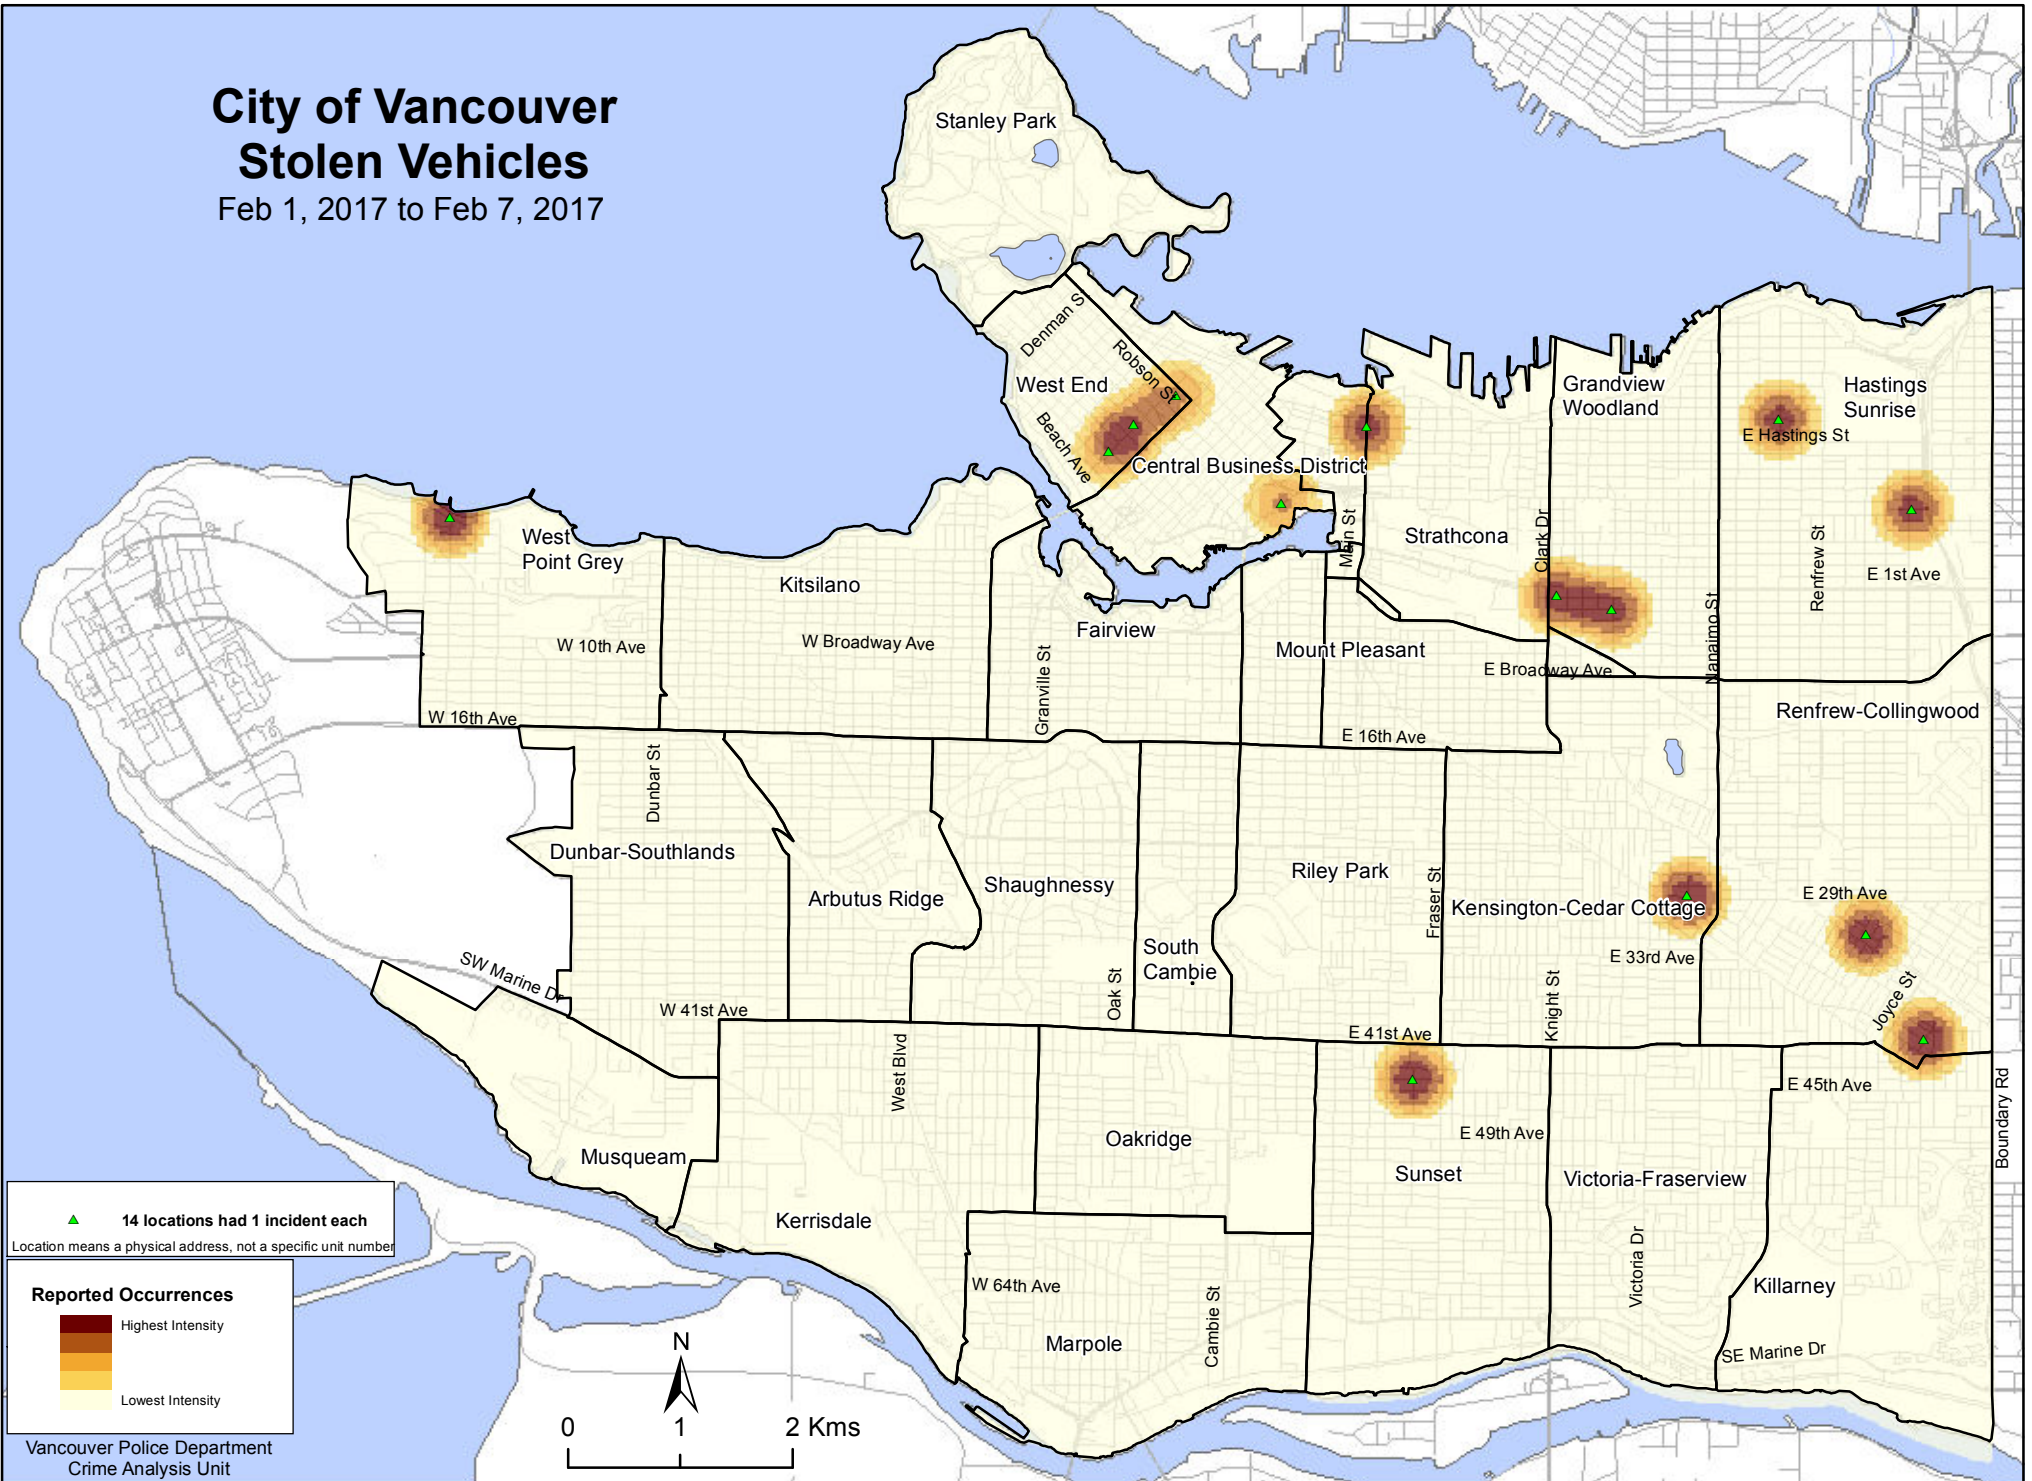 City of Vancouver
Stolen Vehicles
Feb 1, 2017 to Feb 7, 2017
Stanley Park
Denman S
Robson St
West End
Beach Ave
Central Business District
Grandview
Woodland
Hastings
Sunrise
E Hastings St
West
Point Grey
Kitsilano
Main St
Strathcona
Clark Dr
Renfrew St
E 1st Ave
Nanaimo St
W 10th Ave
W Broadway Ave
Fairview
Granville St
Mount Pleasant
E Broadway Ave
W 16th Ave
E 16th Ave
Renfrew-Collingwood
Dunbar St
Dunbar-Southlands
Arbutus Ridge
Shaughnessy
Riley Park
Fraser St
Kensington-Cedar Cottage
E 29th Ave
South
Cambie
Oak St
E 33rd Ave
Knight St
Joyce St
SW Marine Dr
W 41st Ave
E 41st Ave
West Blvd
E 45th Ave
Boundary Rd
Oakridge
E 49th Ave
Musqueam
Sunset
Victoria-Fraserview
Kerrisdale
Victoria Dr
W 64th Ave
Cambie St
Killarney
Marpole
SE Marine Dr
14 locations had 1 incident each
Location means a physical address, not a specific unit number
Reported Occurrences
Highest Intensity
Lowest Intensity
Vancouver Police Department
Crime Analysis Unit
N
0 1 2 Kms